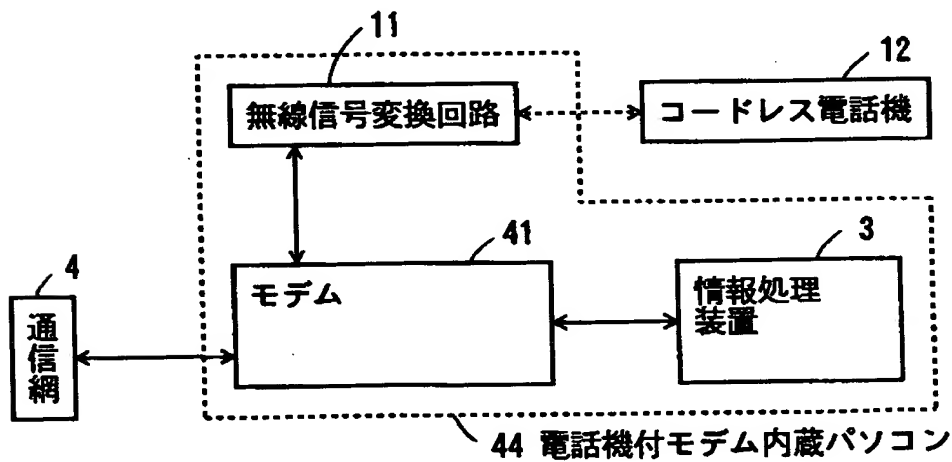 11
無線信号変換回路
12
コードレス電話機
41
モデム
3
情報処理
装置
4
通信網
44 電話機付モデム内蔵パソコン